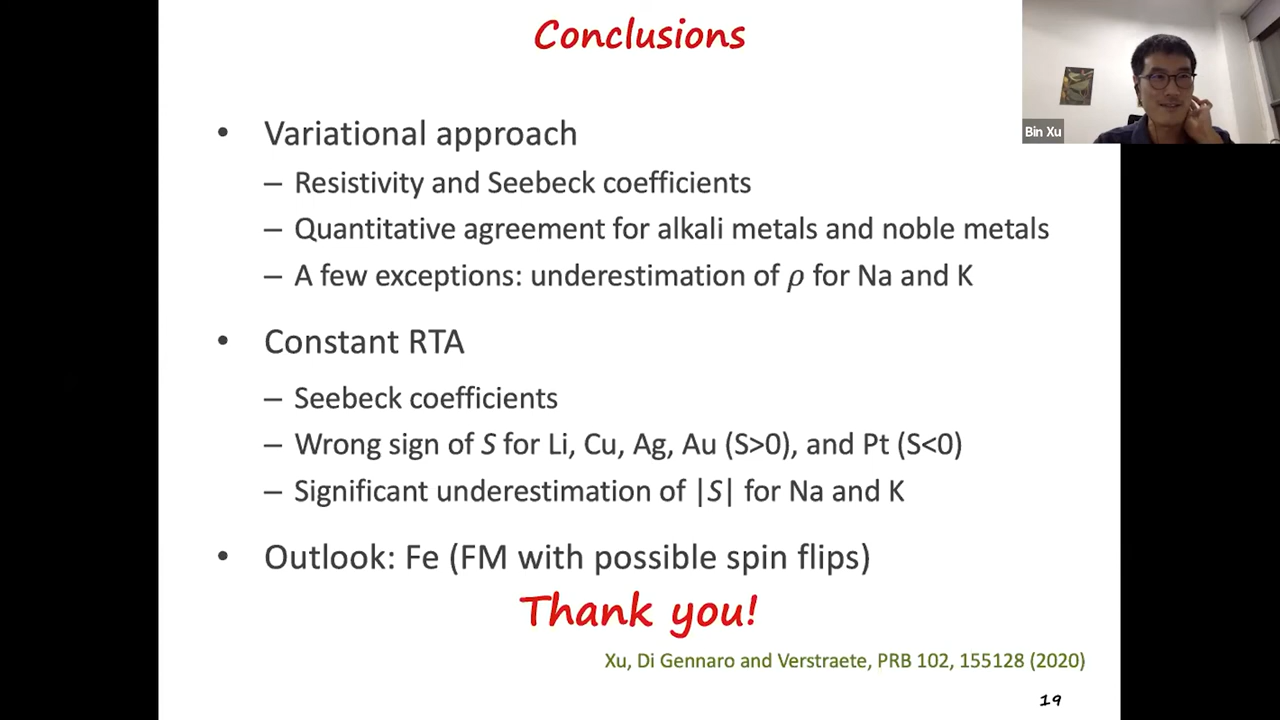 Conclusions
Bin Xu
• Variational approach
– Resistivity and Seebeck coefficients
– Quantitative agreement for alkali metals and noble metals
– A few exceptions: underestimation of ρ for Na and K
• Constant RTA
– Seebeck coefficients
– Wrong sign of S for Li, Cu, Ag, Au (S>0), and Pt (S<0)
– Significant underestimation of |S| for Na and K
• Outlook: Fe (FM with possible spin flips)
Thank you!
Xu, Di Gennaro and Verstraete, PRB 102, 155128 (2020)
19